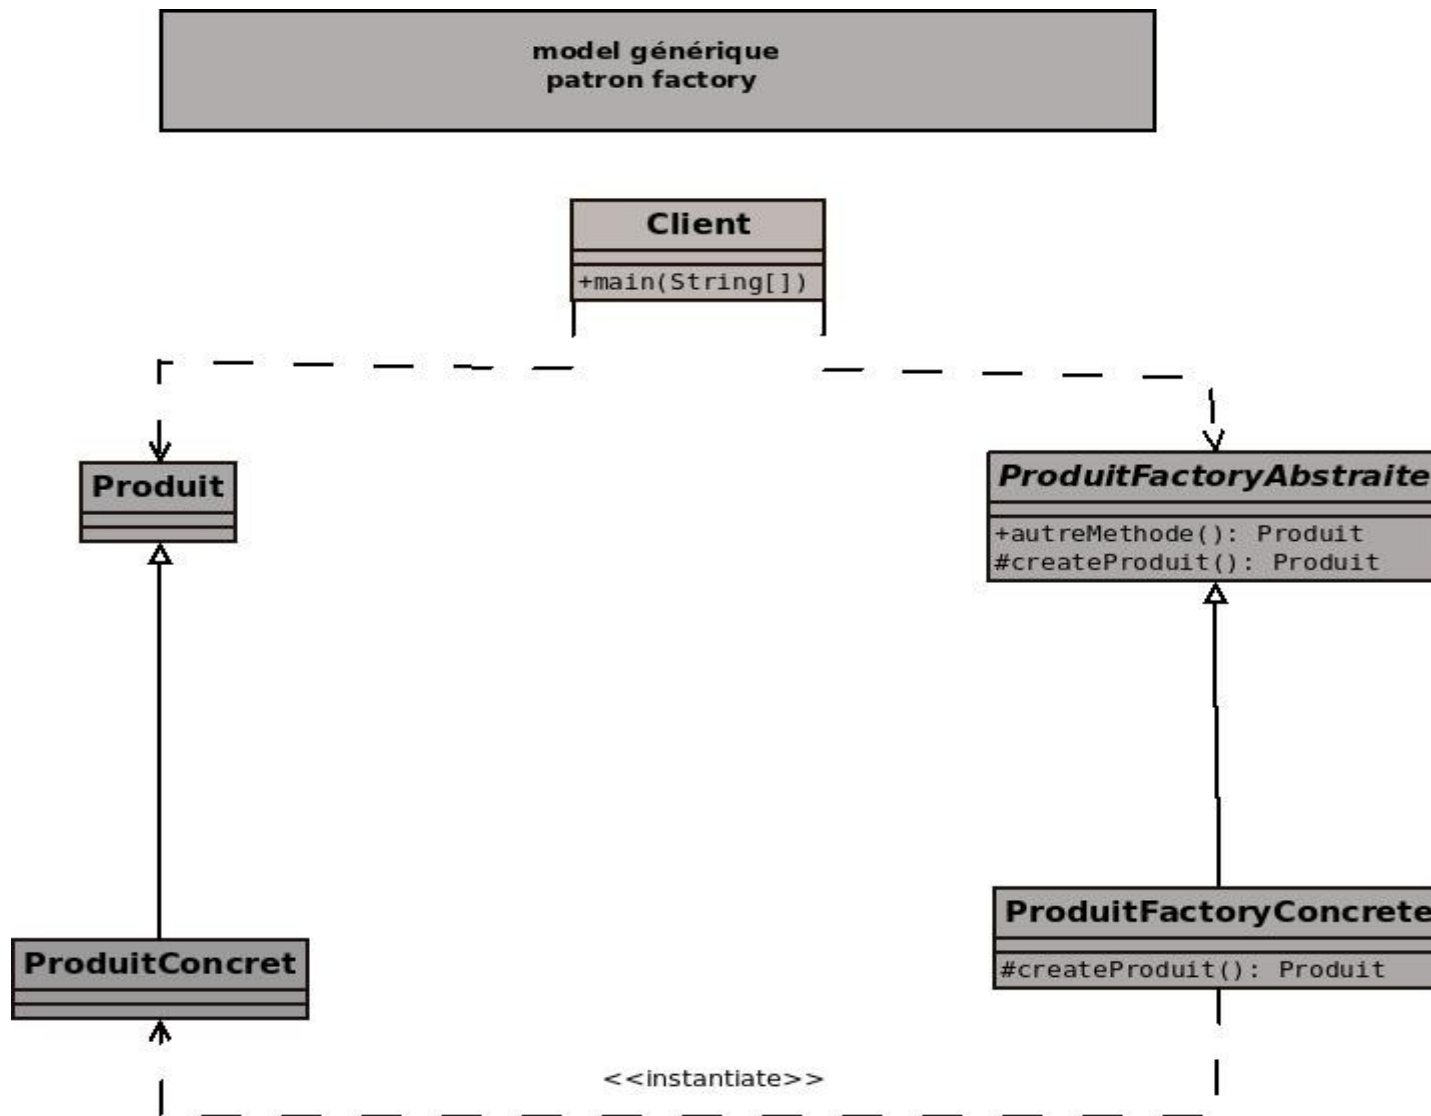 model générique
patron factory
Client
+main(String[])
Produit
ProduitFactoryAbstraite
+autreMethode(): Produit
#createProduit(): Produit
ProduitFactoryConcrete
#createProduit(): Produit
ProduitConcret
<<instantiate>>